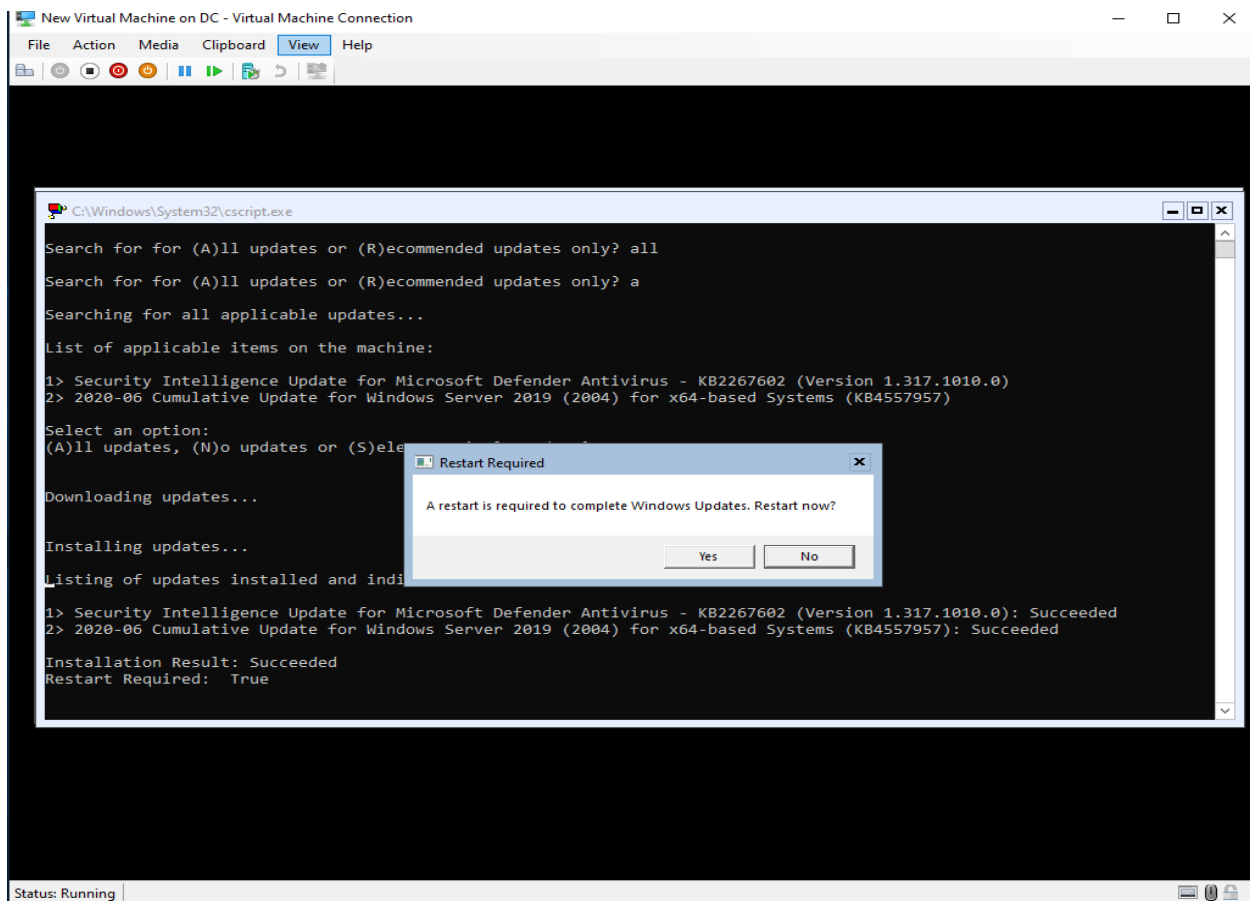 New Virtual Machine on DC - Virtual Machine Connection
File Action Media Clipboard View Help
C:\Windows\System32\cscript.exe
Search for for (A)ll updates or (R)ecommended updates only? all
Search for for (A)ll updates or (R)ecommended updates only? a
Searching for all applicable updates...
List of applicable items on the machine:
1> Security Intelligence Update for Microsoft Defender Antivirus - KB2267602 (Version 1.317.1010.0)
2> 2020-06 Cumulative Update for Windows Server 2019 (2004) for x64-based Systems (KB4557957)
Select an option:
(A)ll updates, (N)o updates or (S)ele
Restart Required
Downloading updates...
A restart is required to complete Windows Updates. Restart now?
Installing updates...
Yes No
Listing of updates installed and indi
1> Security Intelligence Update for Microsoft Defender Antivirus - KB2267602 (Version 1.317.1010.0): Succeeded
2> 2020-06 Cumulative Update for Windows Server 2019 (2004) for x64-based Systems (KB4557957): Succeeded
Installation Result: Succeeded
Restart Required: True
Status: Running